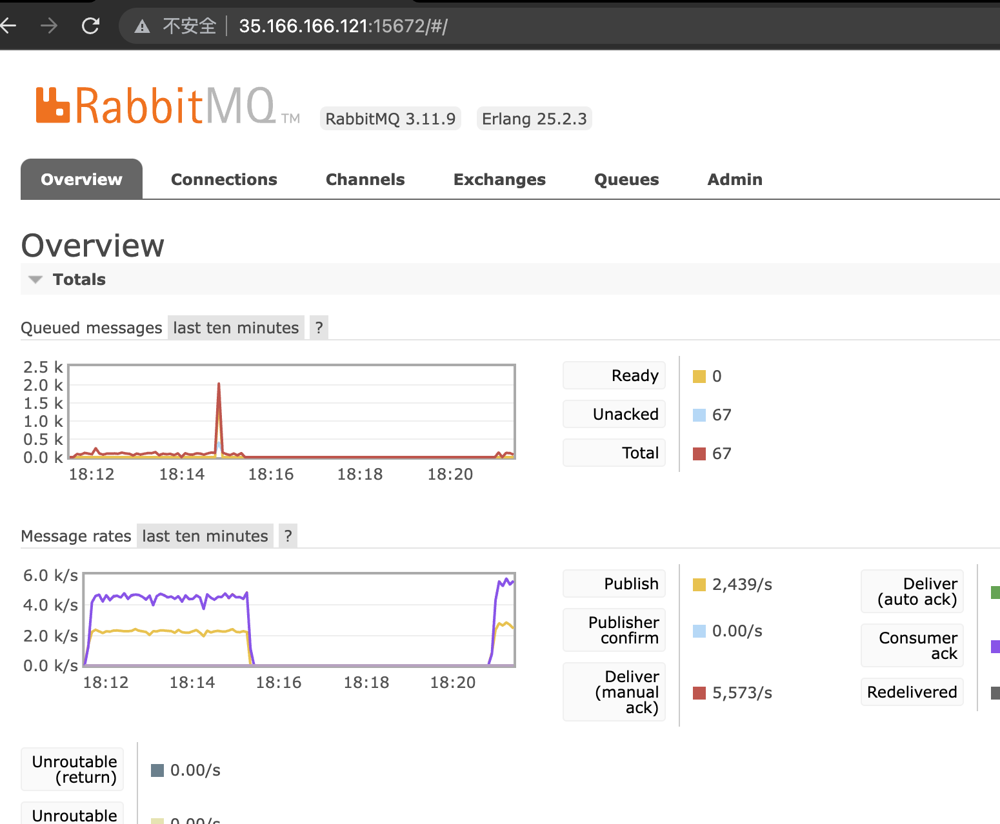 不安全 35.166.166.121:15672/#/
RabbitMQ TM RabbitMQ 3.11.9 Erlang 25.2.3
Overview Connections Channels Exchanges Queues Admin
Overview
Totals
Queued messages last ten minutes ?
2.5 k
2.0 k
1.5 k
1.0 k
0.5 k
0.0 k
18:12 18:14 18:16 18:18 18:20
Ready 0
Unacked 67
Total 67
Message rates last ten minutes ?
6.0 k/s
4.0 k/s
2.0 k/s
0.0 k/s
18:12 18:14 18:16 18:18 18:20
Publish 2,439/s
Publisher
confirm 0.00/s
Deliver
(manual
ack) 5,573/s
Deliver
(auto ack)
Consumer
ack
Redelivered
Unroutable
(return) 0.00/s
Unroutable
0.00/s